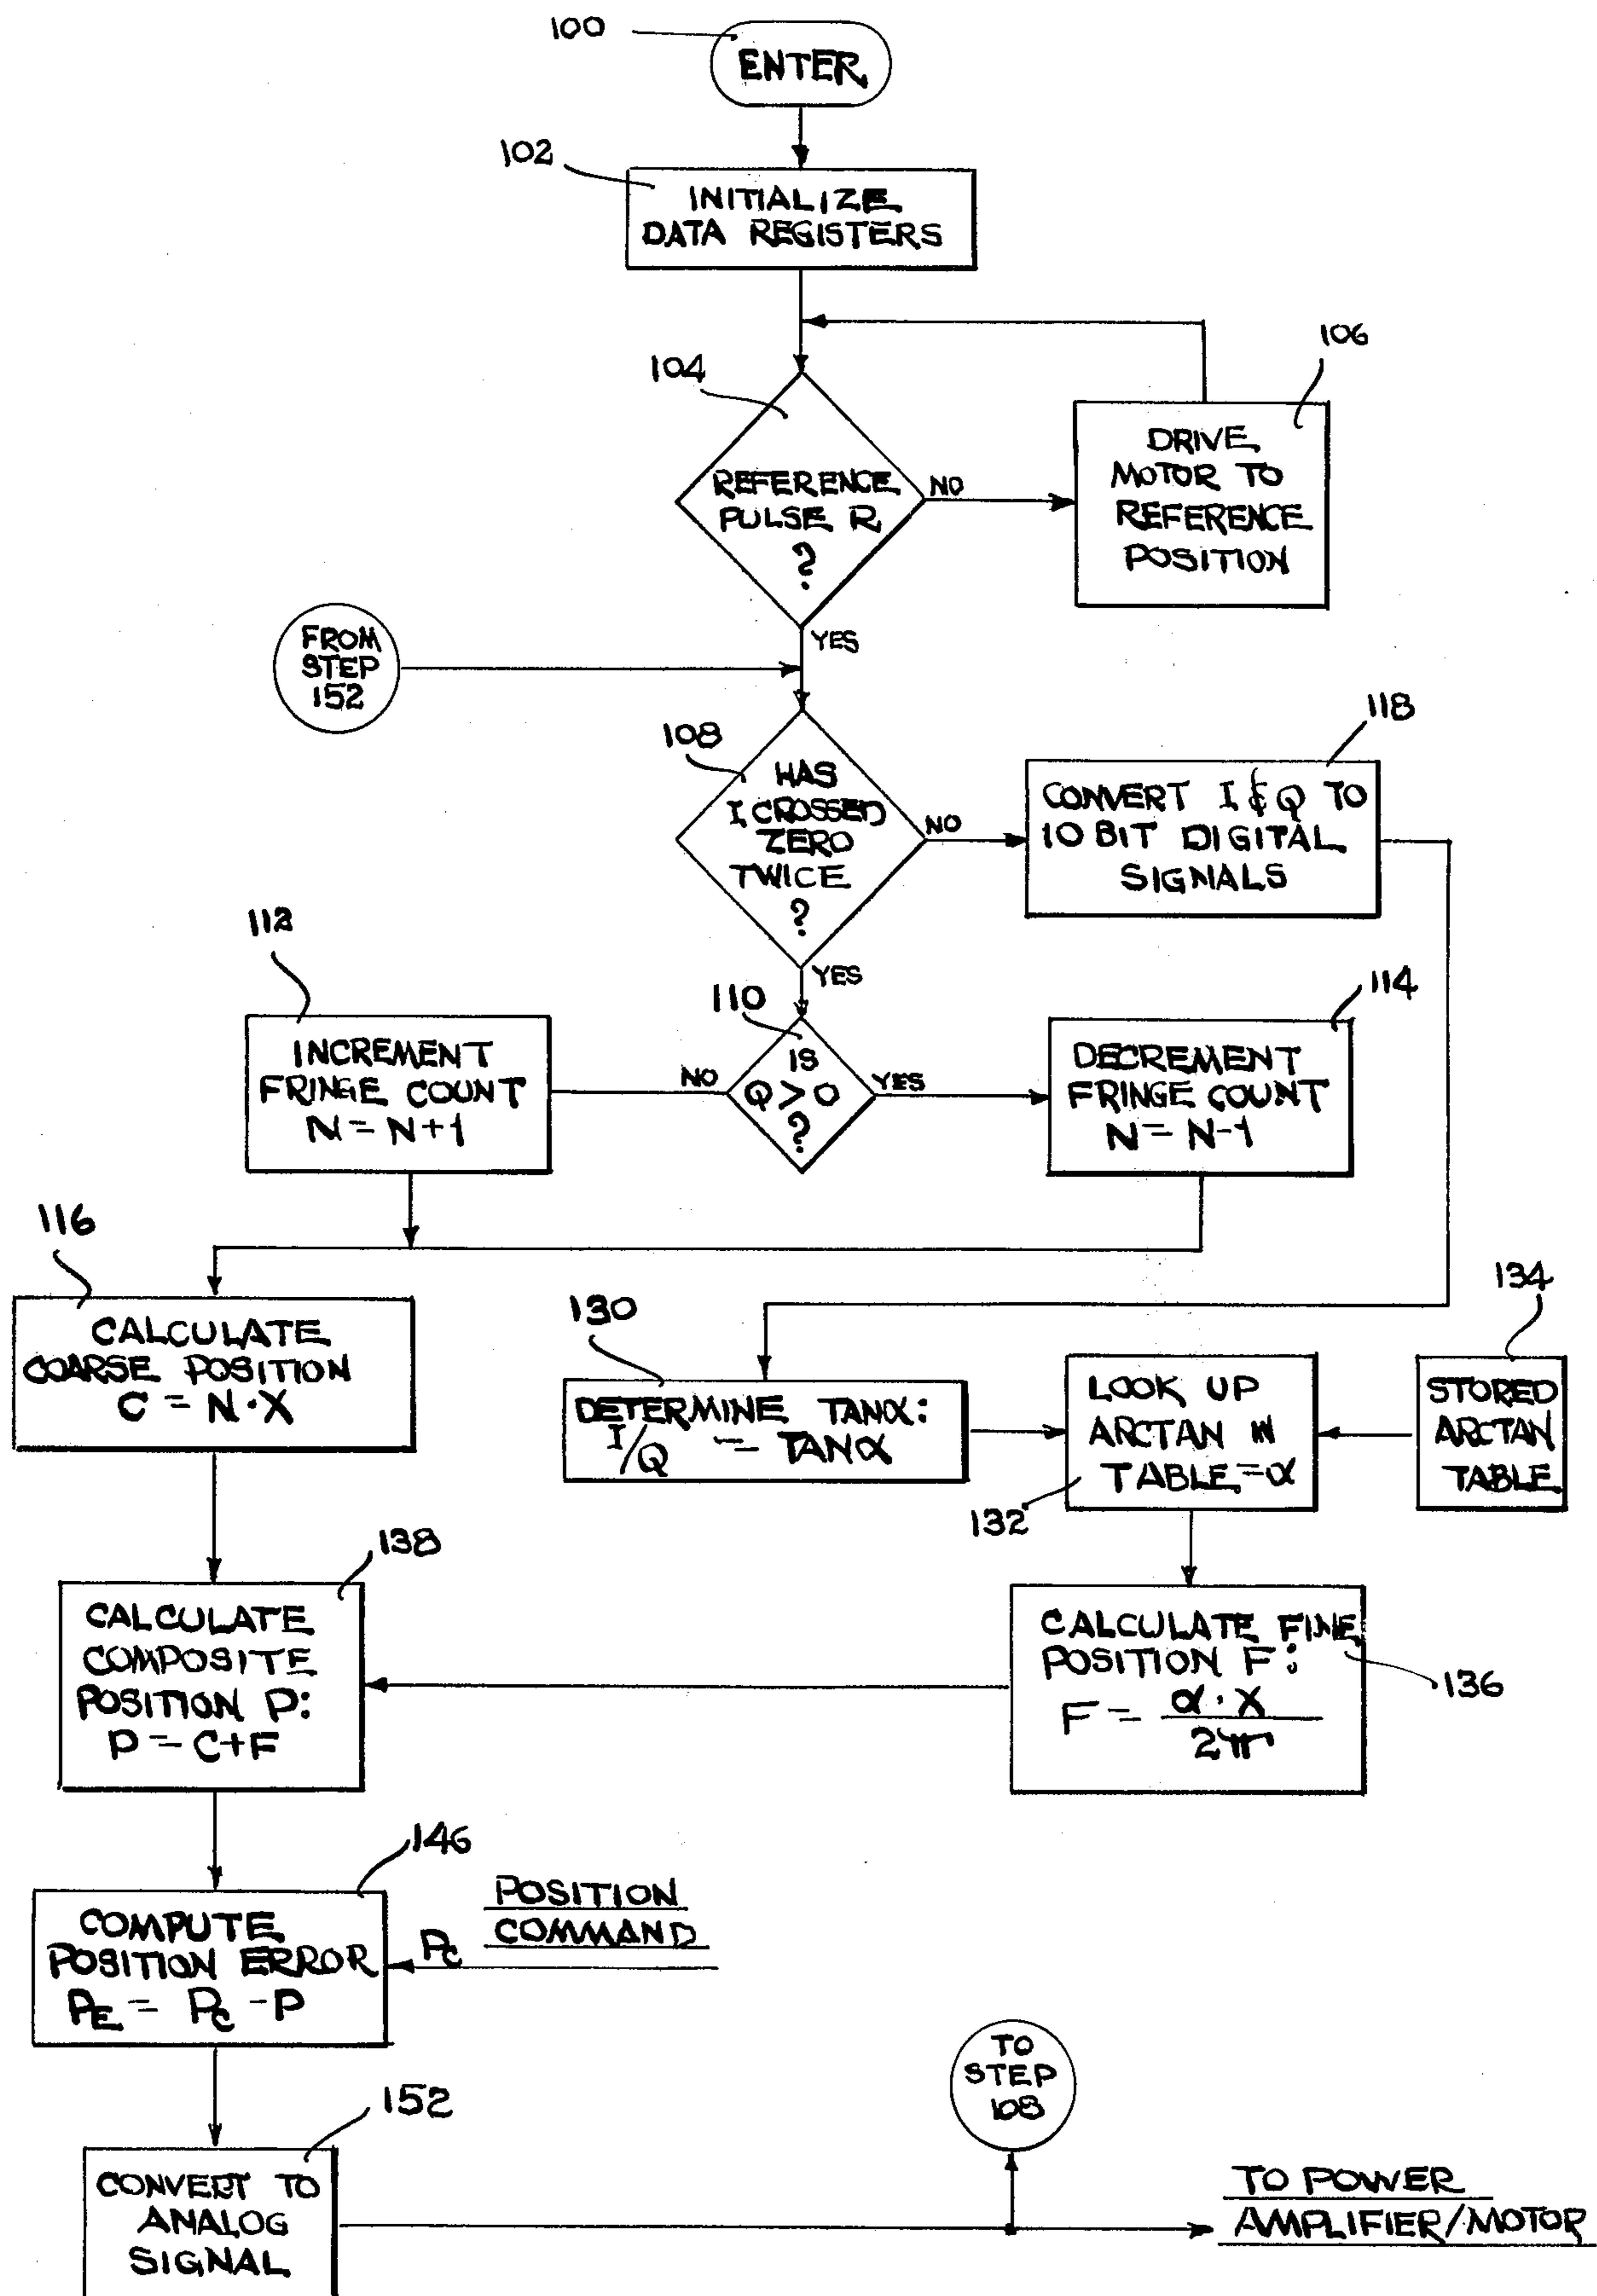 100
ENTER
102
INITIALIZE
DATA REGISTERS
106
104
DRIVE
MOTOR TO
REFERENCE
POSITION
REFERENCE
PULSE R
?
NO
YES
FROM
STEP
152
108
HAS
I CROSSED
ZERO
TWICE
?
NO
YES
118
CONVERT I & Q TO
10 BIT DIGITAL
SIGNALS
112
INCREMENT
FRINGE COUNT
N = N+1
110
IS
Q > 0
?
NO
YES
114
DECREMENT
FRINGE COUNT
N = N-1
116
CALCULATE
COARSE POSITION
C = N·X
130
DETERMINE TANα:
I/Q = TANα
LOOK UP
ARCTAN IN
TABLE = α
132
134
STORED
ARCTAN
TABLE
138
CALCULATE
COMPOSITE
POSITION P:
P = C+F
CALCULATE FINE
POSITION F:
F = α·X
2π
136
146
COMPUTE
POSITION ERROR
PE = PC - P
POSITION
COMMAND
PC
152
CONVERT TO
ANALOG
SIGNAL
TO
STEP
108
TO POWER
AMPLIFIER/MOTOR